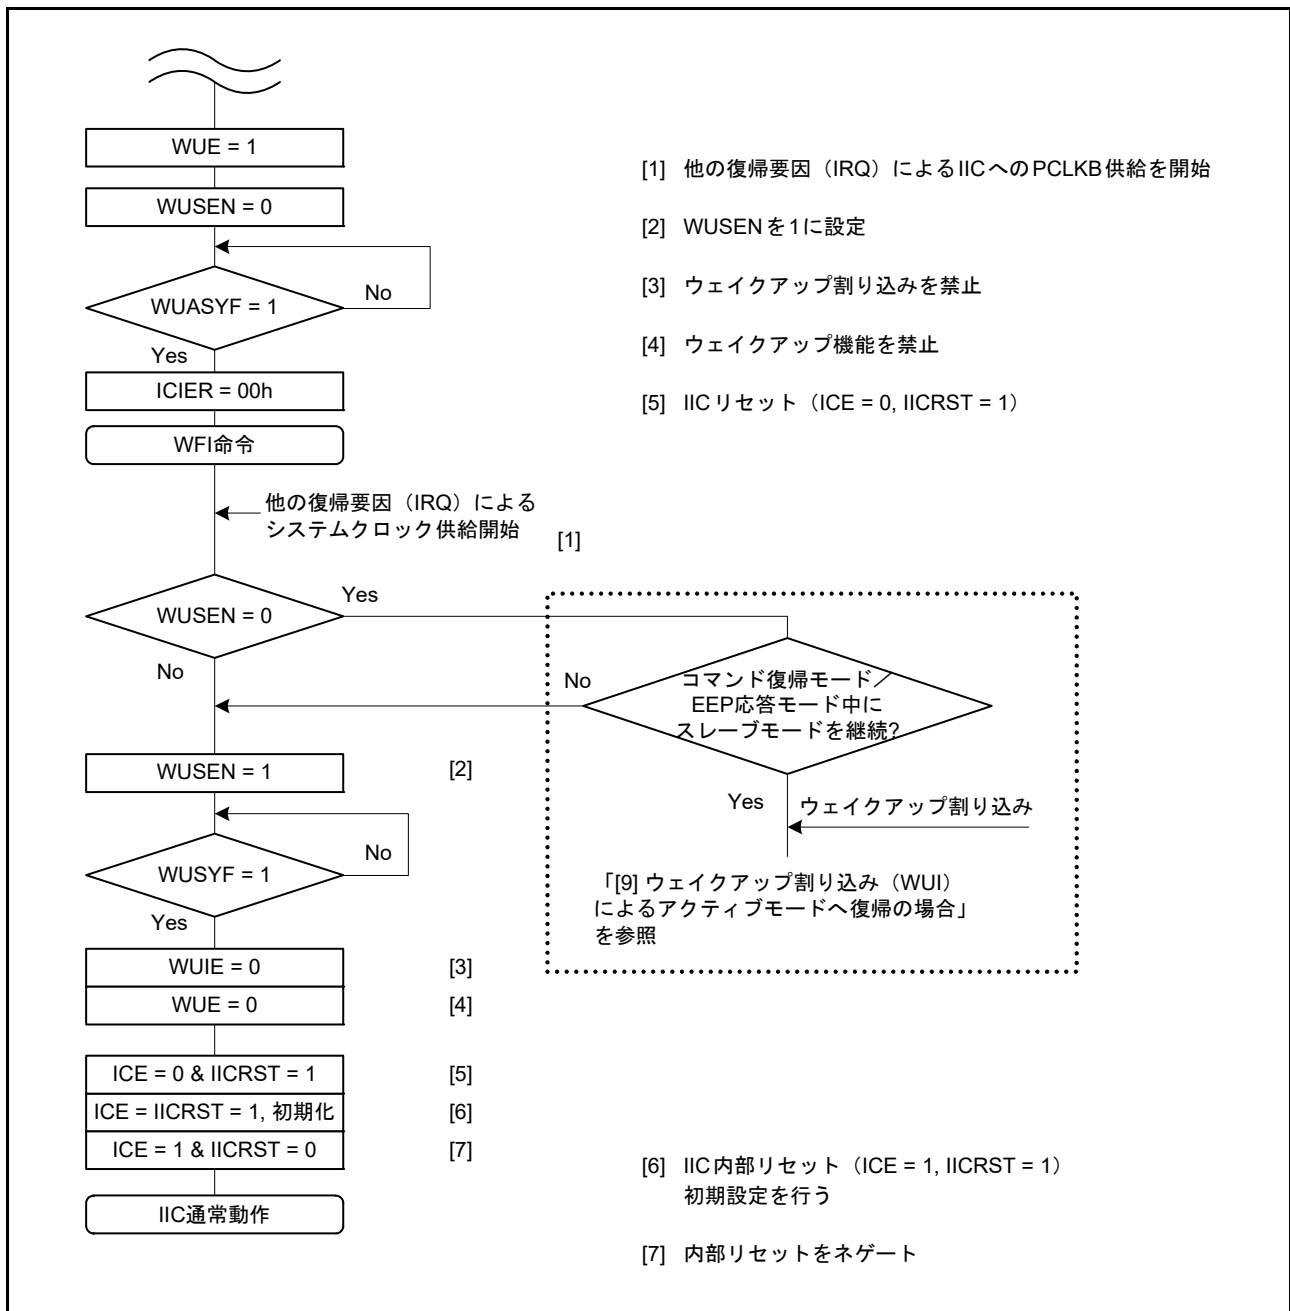 WUE = 1
WUSEN = 0
WUASYF = 1
No
Yes
ICIER = 00h
WFI命令
他の復帰要因（IRQ）による
システムクロック供給開始
[1]
WUSEN = 0
Yes
No
コマンド復帰モード／
EEP応答モード中に
スレーブモードを継続?
No
Yes
ウェイクアップ割り込み
「[9] ウェイクアップ割り込み（WUI）
によるアクティブモードへ復帰の場合」
を参照
WUSEN = 1
[2]
WUSYF = 1
No
Yes
WUIE = 0
[3]
WUE = 0
[4]
ICE = 0 & IICRST = 1
[5]
ICE = IICRST = 1, 初期化
[6]
ICE = 1 & IICRST = 0
[7]
IIC通常動作
[1] 他の復帰要因（IRQ）によるIICへのPCLKB供給を開始
[2] WUSENを1に設定
[3] ウェイクアップ割り込みを禁止
[4] ウェイクアップ機能を禁止
[5] IICリセット（ICE = 0, IICRST = 1）
[6] IIC内部リセット（ICE = 1, IICRST = 1）
初期設定を行う
[7] 内部リセットをネゲート